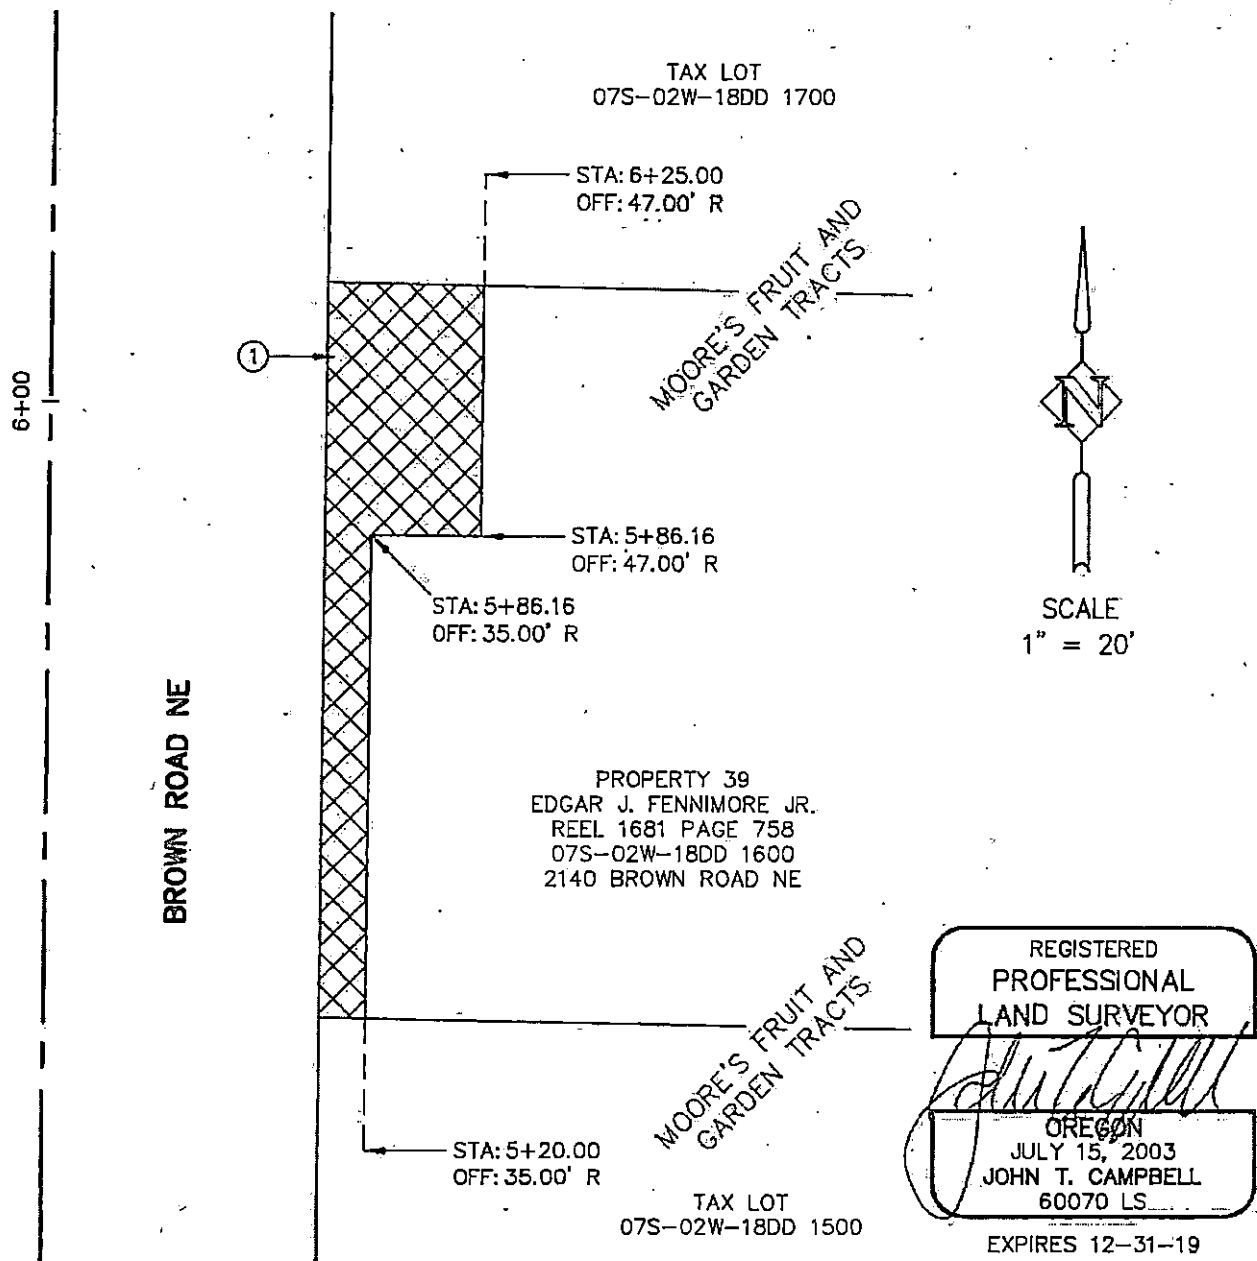 TAX LOT
07S-02W-18DD 1700
STA: 6+25.00
OFF: 47.00' R
MOORE'S FRUIT AND
GARDEN TRACTS
1
6+00
N
STA: 5+86.16
OFF: 47.00' R
STA: 5+86.16
OFF: 35.00' R
SCALE
1" = 20'
BROWN ROAD NE
PROPERTY 39
EDGAR J. FENNIMORE JR.
REEL 1681 PAGE 758
07S-02W-18DD 1600
2140 BROWN ROAD NE
MOORE'S FRUIT AND
GARDEN TRACTS
STA: 5+20.00
OFF: 35.00' R
TAX LOT
07S-02W-18DD 1500
REGISTERED
PROFESSIONAL
LAND SURVEYOR
OREGON
JULY 15, 2003
JOHN T. CAMPBELL
60070 LS
EXPIRES 12-31-19